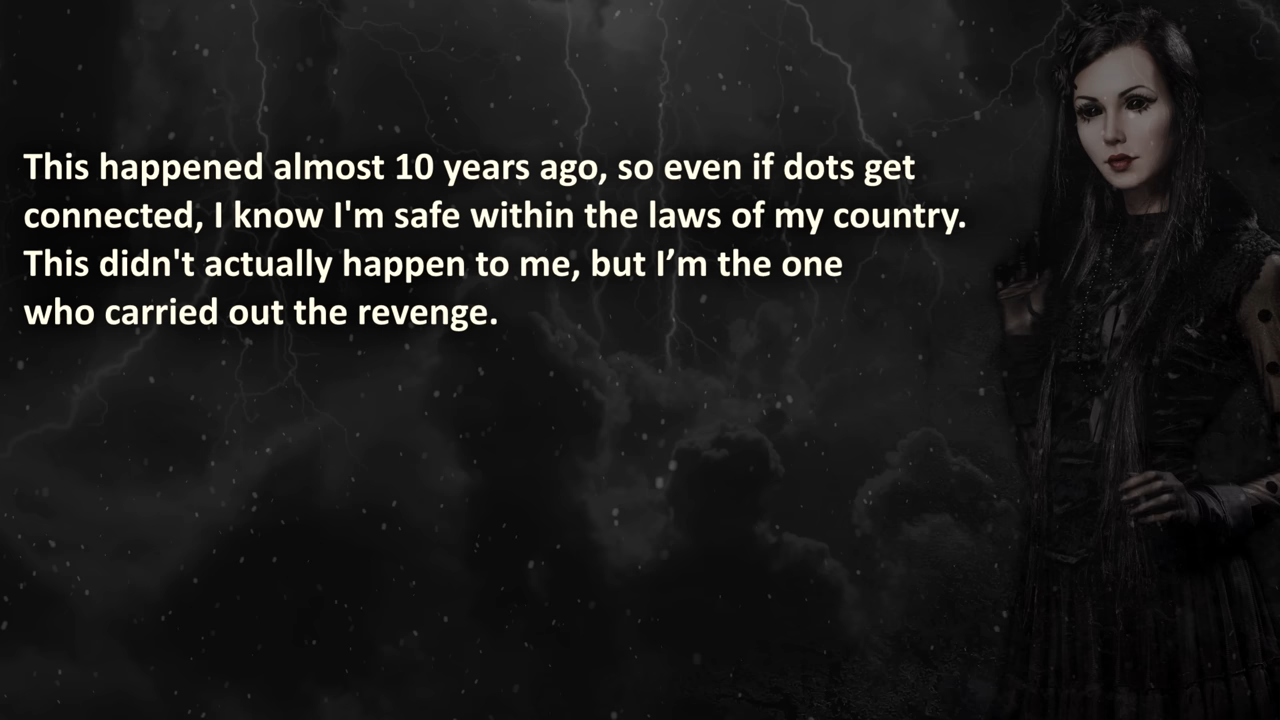 This happened almost 10 years ago, so even if dots get
connected, I know I'm safe within the laws of my country.
This didn't actually happen to me, but I’m the one
who carried out the revenge.